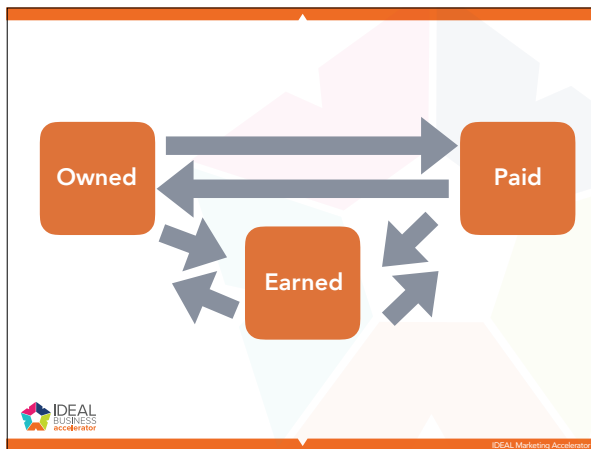 Owned
Paid
Earned
IDEAL
BUSINESS
accelerator
IDEAL Marketing Accelerator